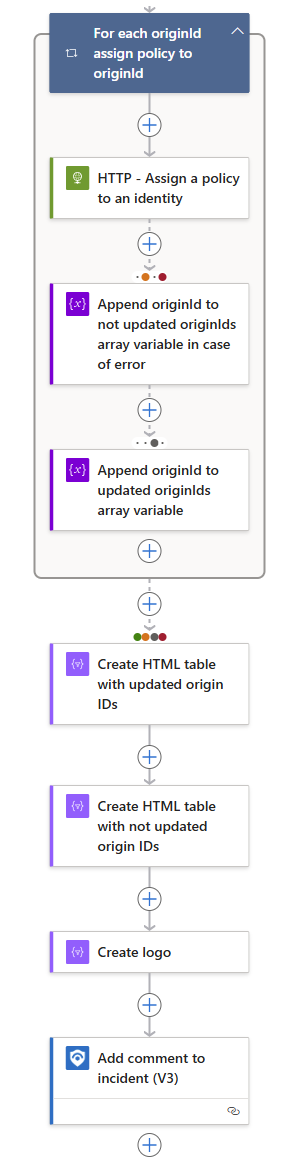 For each originId
assign policy to
originId
HTTP - Assign a policy
to an identity
Append originId to
not updated originIds
array variable in case
of error
Append originId to
updated originIds
array variable
Create HTML table
with updated origin
IDs
Create HTML table
with not updated
origin IDs
Create logo
Add comment to
incident (V3)